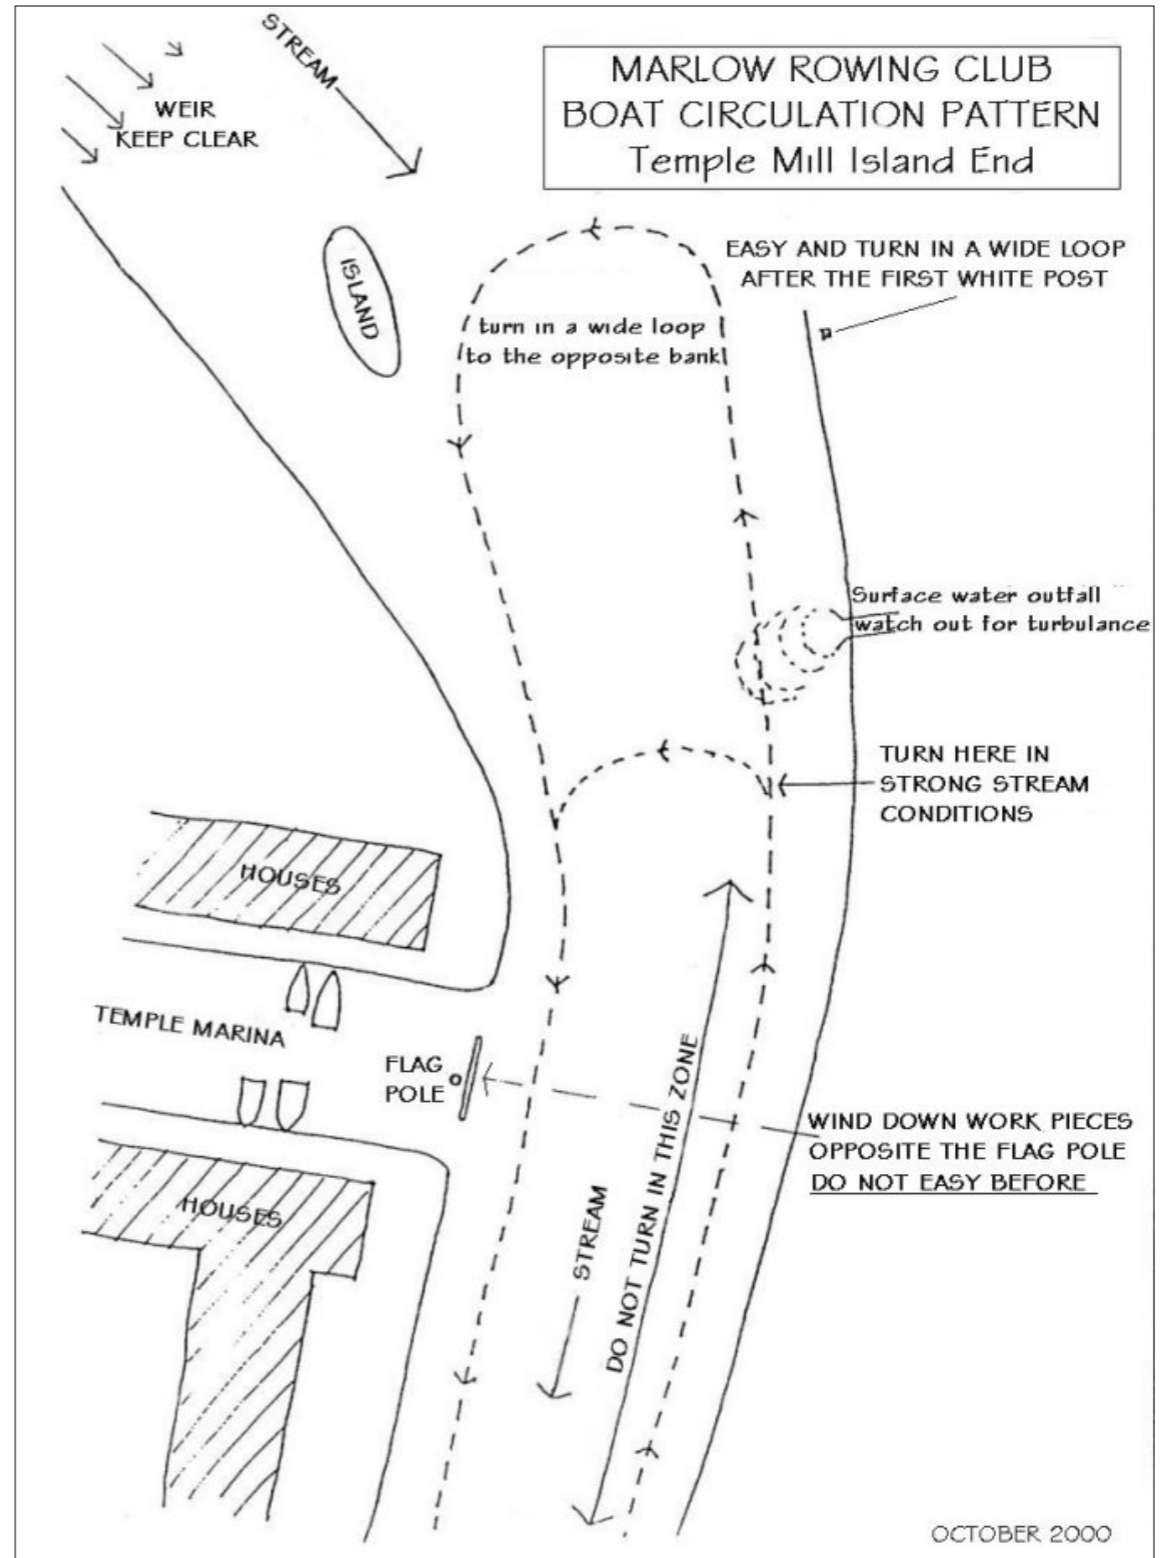 MARLOW ROWING CLUB
BOAT CIRCULATION PATTERN
Temple Mill Island End
STREAM
WEIR
KEEP CLEAR
ISLAND
EASY AND TURN IN A WIDE LOOP
AFTER THE FIRST WHITE POST
turn in a wide loop
to the opposite bank
Surface water outfall
watch out for turbulance
TURN HERE IN
STRONG STREAM
CONDITIONS
HOUSES
TEMPLE MARINA
FLAG
POLE
DO NOT TURN IN THIS ZONE
STREAM
WIND DOWN WORK PIECES
OPPOSITE THE FLAG POLE
DO NOT EASY BEFORE
HOUSES
OCTOBER 2000